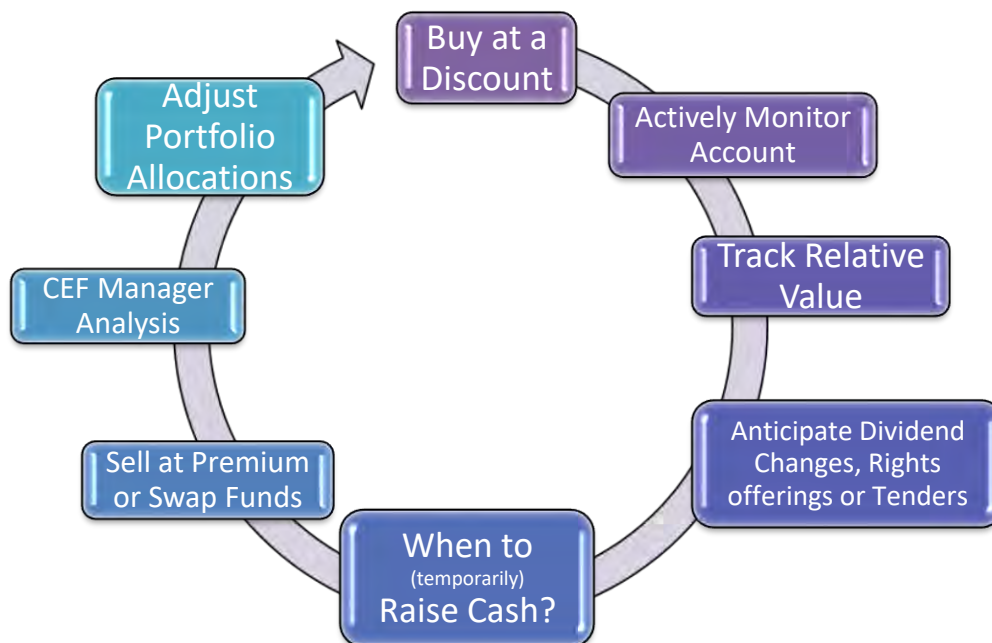 Buy at a
Discount
Actively Monitor
Account
Track Relative
Value
Anticipate Dividend
Changes, Rights
offerings or Tenders
When to
(temporarily)
Raise Cash?
Sell at Premium
or Swap Funds
CEF Manager
Analysis
Adjust
Portfolio
Allocations